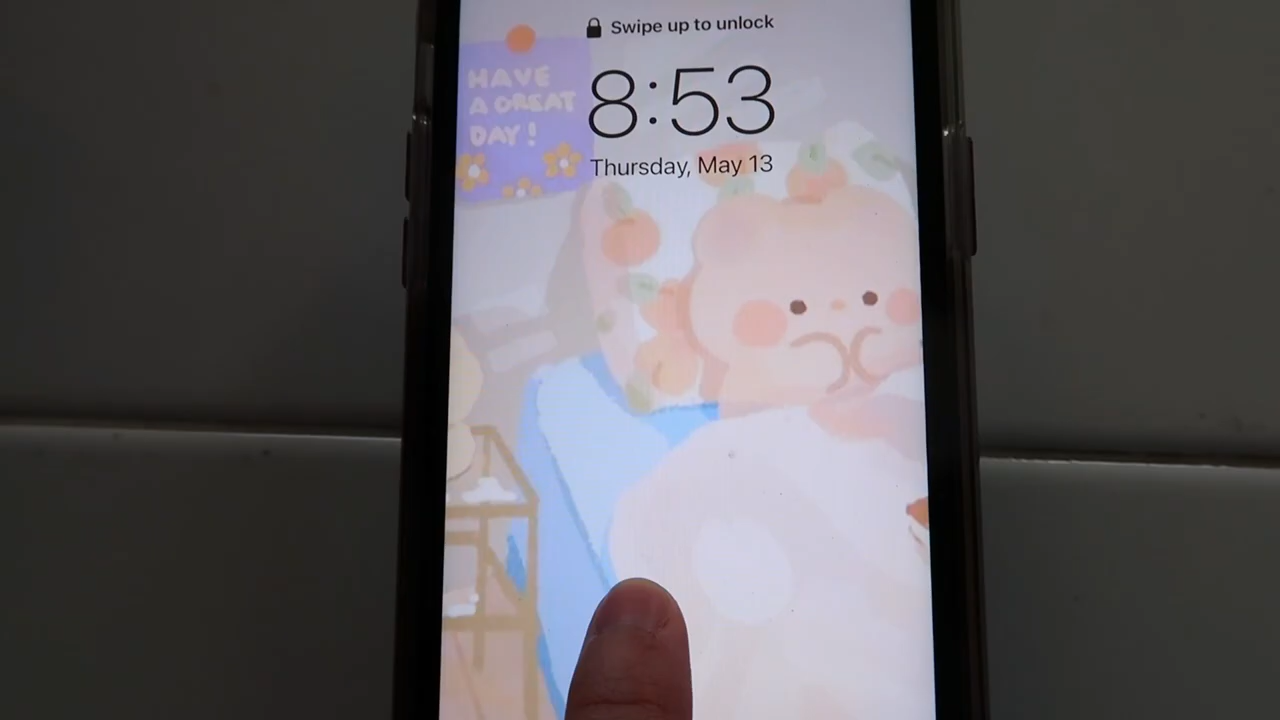 Swipe up to unlock
8:53
Thursday, May 13
HAVE
A GREAT
DAY!